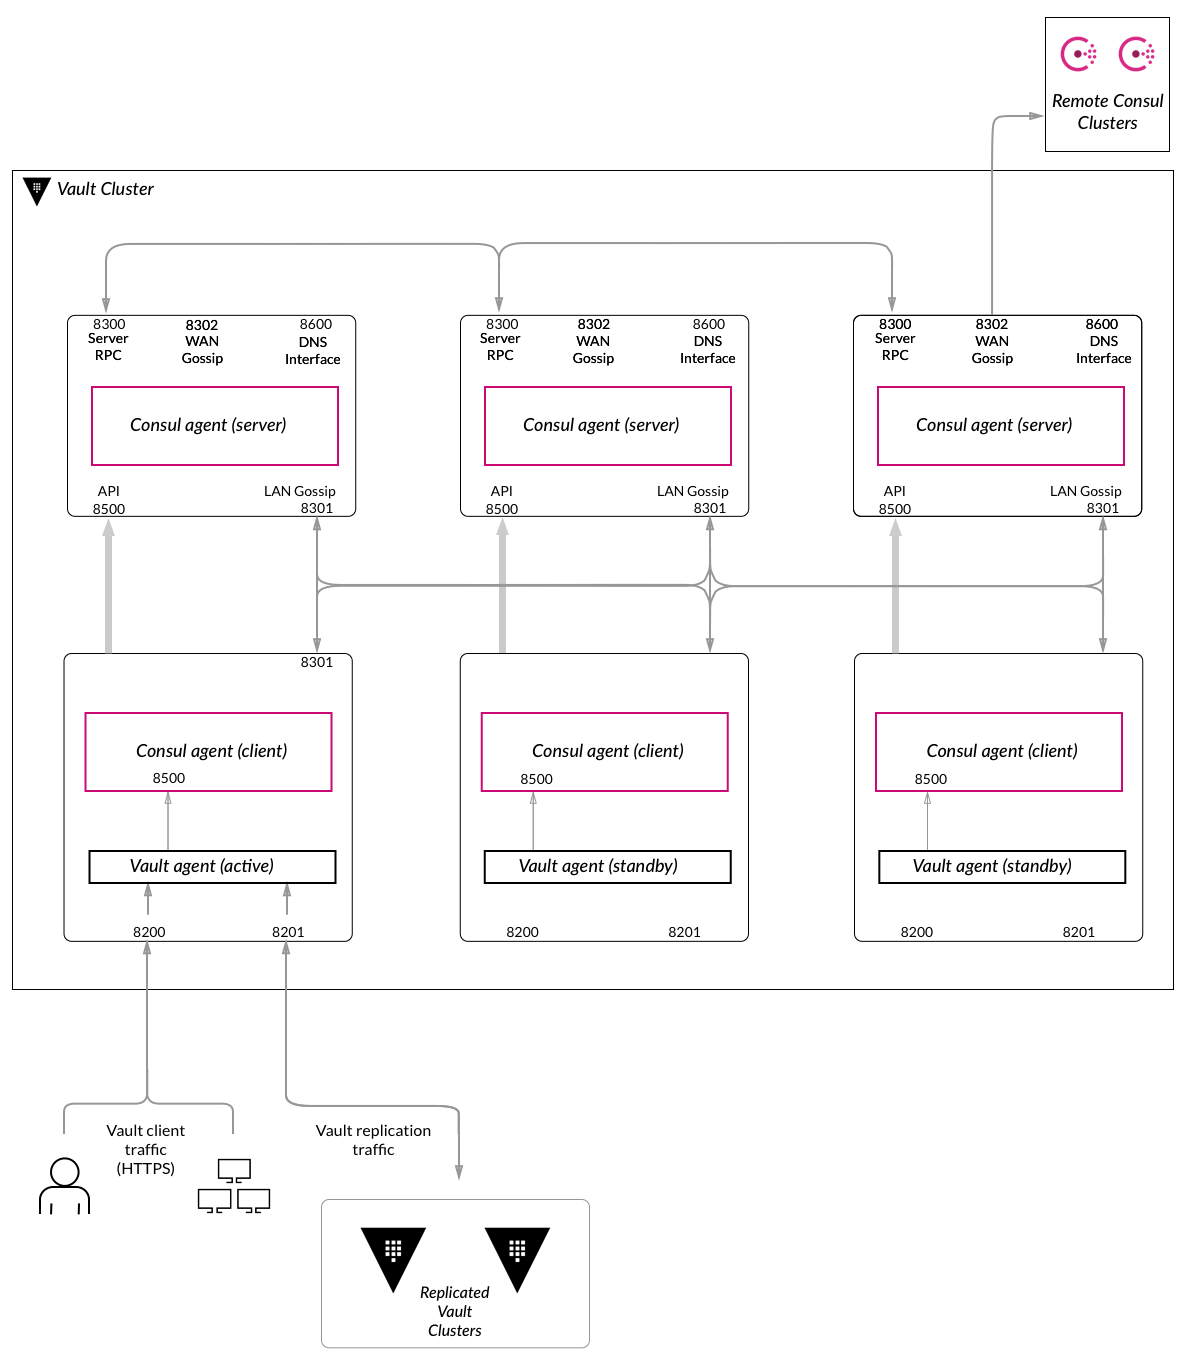 Remote Consul
Clusters
Vault Cluster
8300
Server
RPC
8302
WAN
Gossip
8600
DNS
Interface
Consul agent (server)
API
8500
LAN Gossip
8301
8300
Server
RPC
8302
WAN
Gossip
8600
DNS
Interface
Consul agent (server)
API
8500
LAN Gossip
8301
8300
Server
RPC
8302
WAN
Gossip
8600
DNS
Interface
Consul agent (server)
API
8500
LAN Gossip
8301
8301
Consul agent (client)
8500
Vault agent (active)
8200
8201
Consul agent (client)
8500
Vault agent (standby)
8200
8201
Consul agent (client)
8500
Vault agent (standby)
8200
8201
Vault client
traffic
(HTTPS)
Vault replication
traffic
Replicated
Vault
Clusters